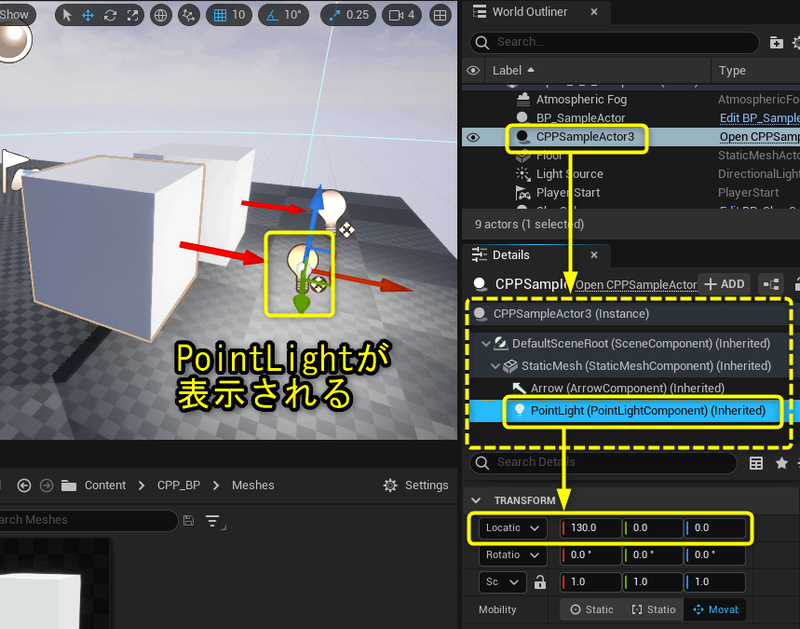 Show
10
10°
0.25
4
World Outliner
Search...
Label
Type
Atmospheric Fog
AtmosphericFo
BP_SampleActor
Edit BP_Sample
CPPSampleActor3
Open CPPSamp
Floor
StaticMeshActo
Light Source
DirectionalLight
Player Start
PlayerStart
9 actors (1 selected)
Details
CPPSampl
Open CPPSampleActor
ADD
CPPSampleActor3 (Instance)
DefaultSceneRoot (SceneComponent) (Inherited)
StaticMesh (StaticMeshComponent) (Inherited)
Arrow (ArrowComponent) (Inherited)
PointLight (PointLightComponent) (Inherited)
PointLightが
表示される
Search Details
TRANSFORM
Locatic
130.0
0.0
0.0
Rotatio
0.0 °
0.0 °
0.0 °
Sc
1.0
1.0
1.0
Mobility
Static
Statio
Movab
Content
CPP_BP
Meshes
Settings
arch Meshes